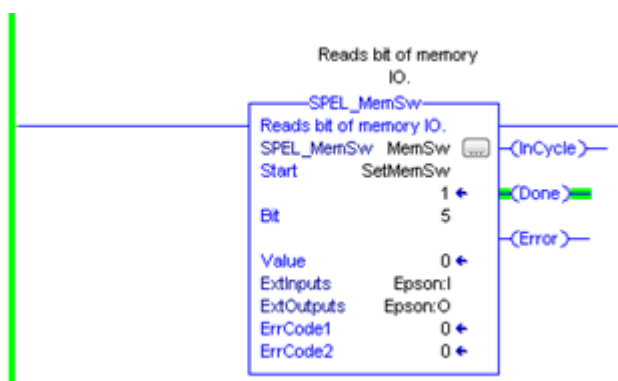 Reads bit of memory
IO.
SPEL_MemSw
Reads bit of memory IO.
SPEL_MemSw MemSw ...
(InCycle)
Start SetMemSw
1
(Done)
Bit 5
(Error)
Value 0
ExtInputs Epson:I
ExtOutputs Epson:O
ErrCode1 0
ErrCode2 0